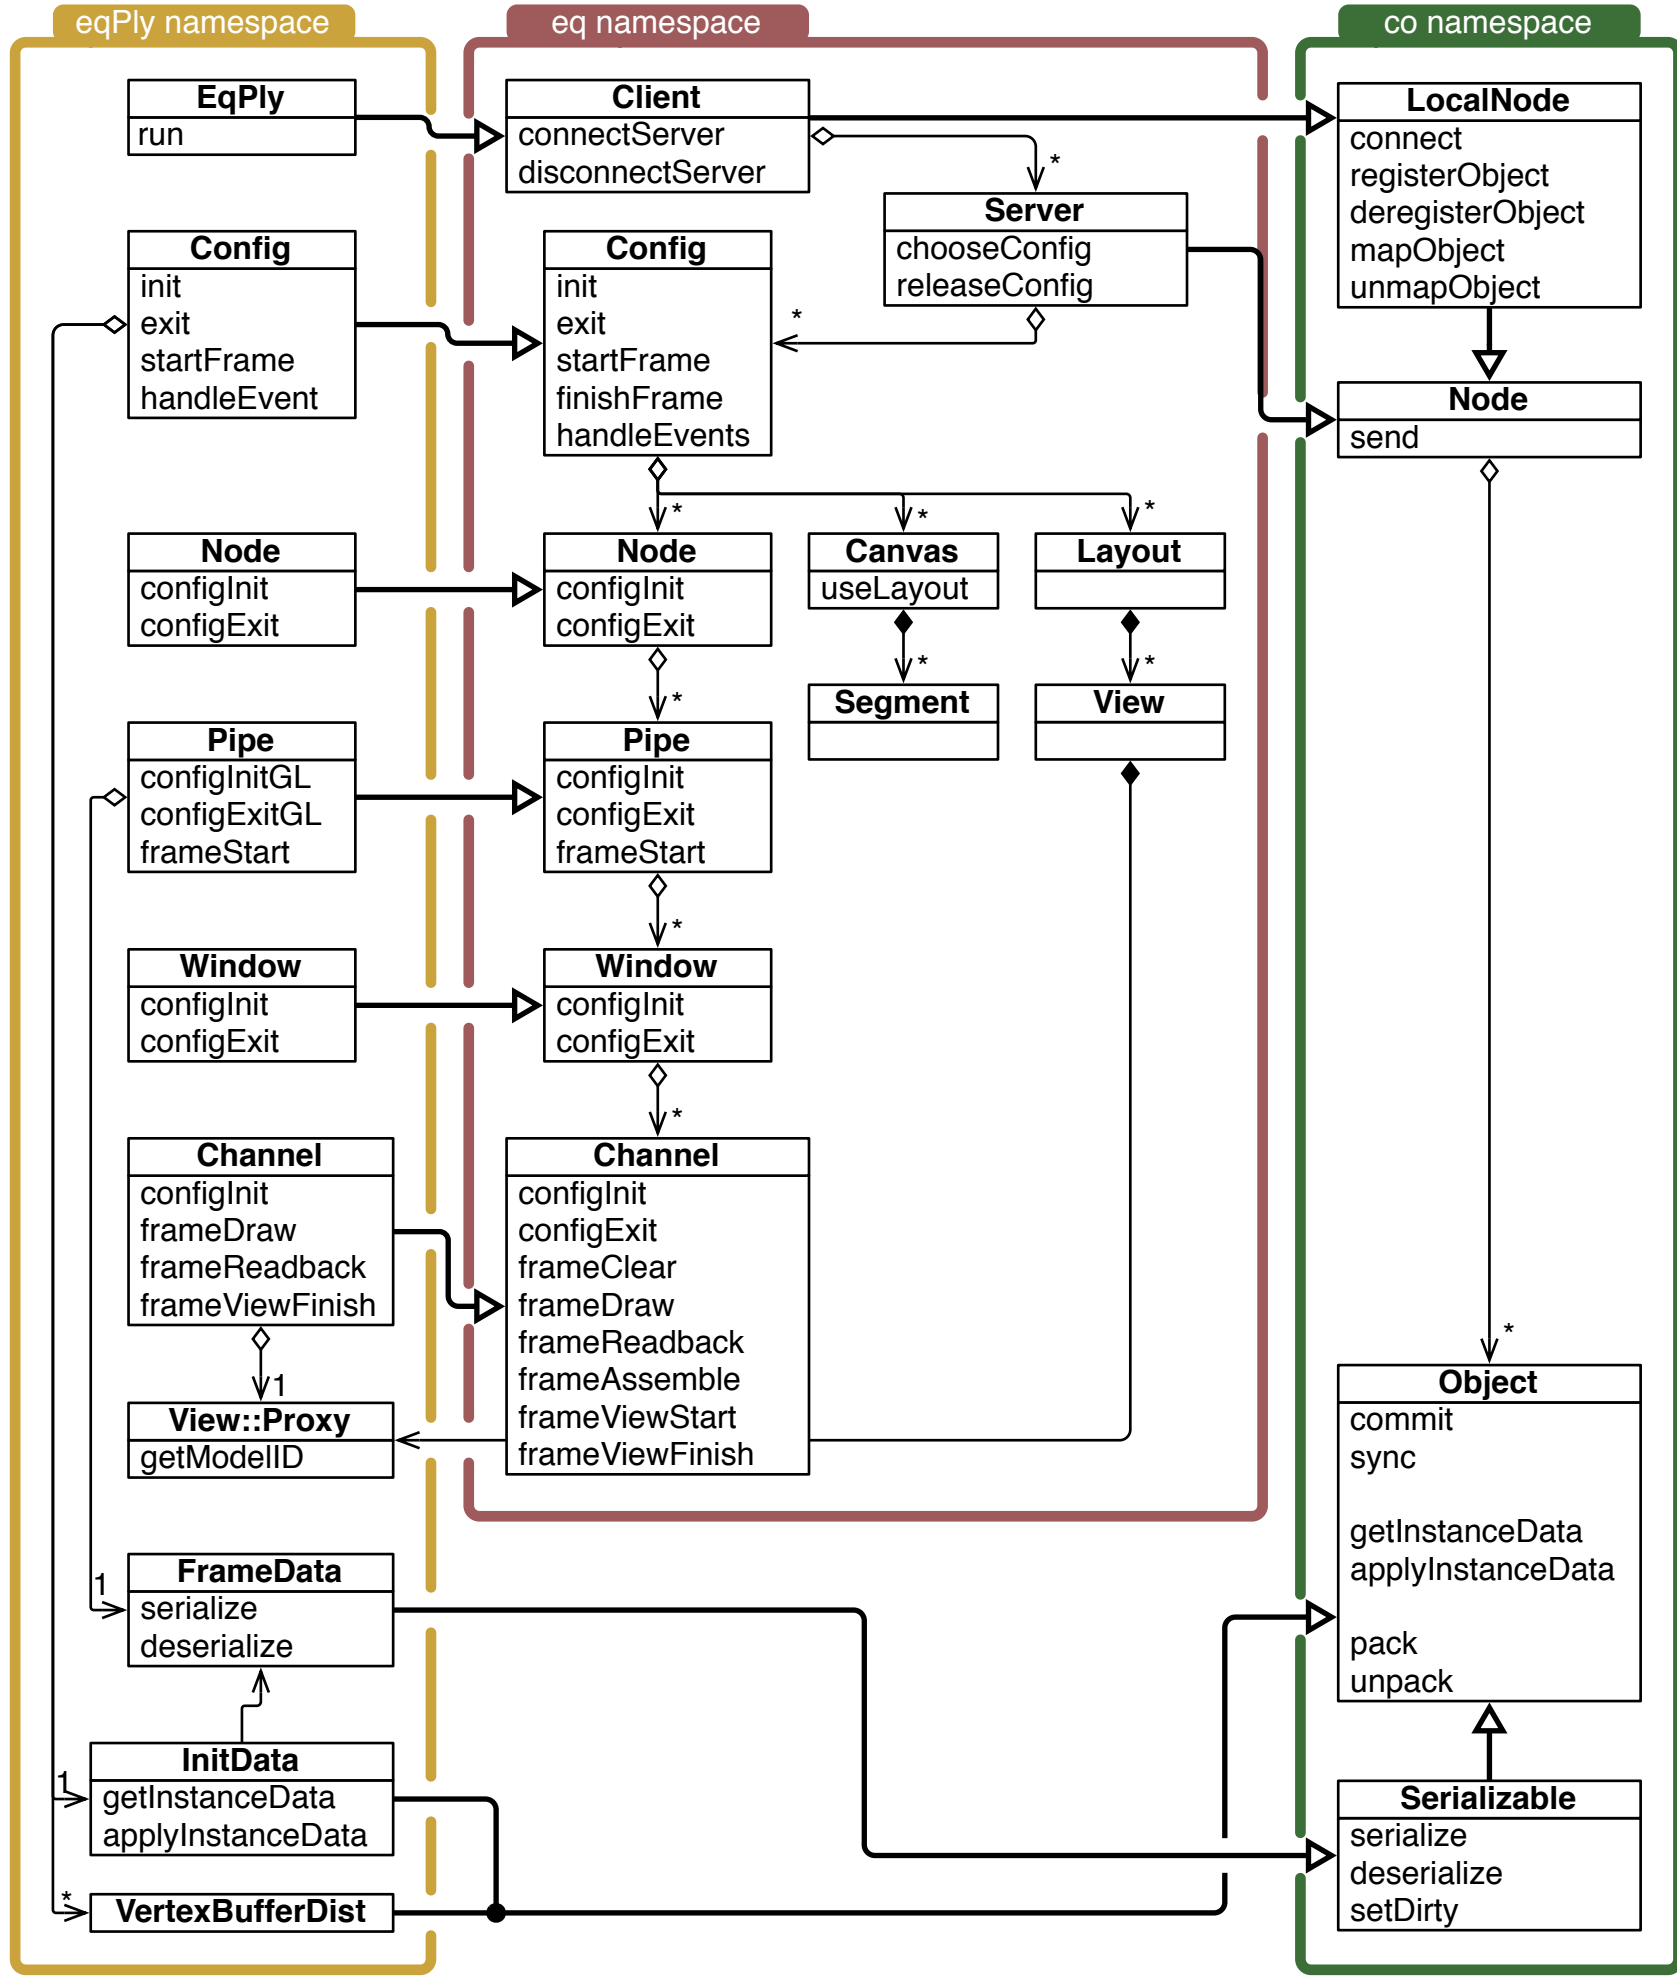 eqPly namespace
eq namespace
co namespace
EqPly
run
Client
connectServer
disconnectServer
*
LocalNode
connect
registerObject
deregisterObject
mapObject
unmapObject
Server
chooseConfig
releaseConfig
Config
init
exit
startFrame
handleEvent
Config
init
exit
startFrame
finishFrame
handleEvents
*
Node
send
*
*
*
Node
configInit
configExit
Node
configInit
configExit
Canvas
useLayout
Layout
*
*
*
Segment
View
Pipe
configInitGL
configExitGL
frameStart
Pipe
configInit
configExit
frameStart
*
Window
configInit
configExit
Window
configInit
configExit
*
Channel
configInit
frameDraw
frameReadback
frameViewFinish
Channel
configInit
configExit
frameClear
frameDraw
frameReadback
frameAssemble
frameViewStart
frameViewFinish
1
View::Proxy
getModelID
*
Object
commit
sync
getInstanceData
applyInstanceData
pack
unpack
1
FrameData
serialize
deserialize
1
InitData
getInstanceData
applyInstanceData
*
VertexBufferDist
Serializable
serialize
deserialize
setDirty